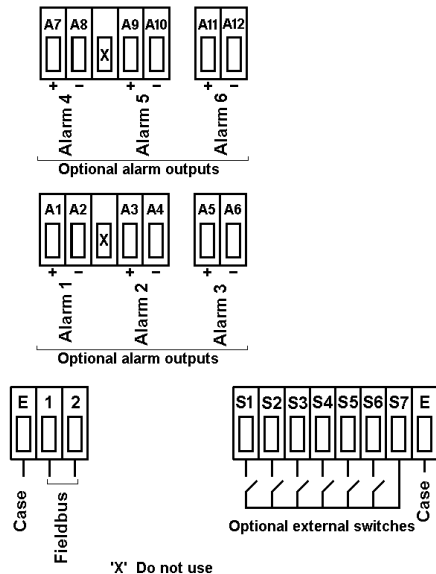 A7 A8 X A9 A10 A11 A12
+ − + − + −
Alarm 4 Alarm 5 Alarm 6
Optional alarm outputs
A1 A2 X A3 A4 A5 A6
+ − + − + −
Alarm 1 Alarm 2 Alarm 3
Optional alarm outputs
E 1 2 S1 S2 S3 S4 S5 S6 S7 E
Case Fieldbus Case
Optional external switches
'X' Do not use